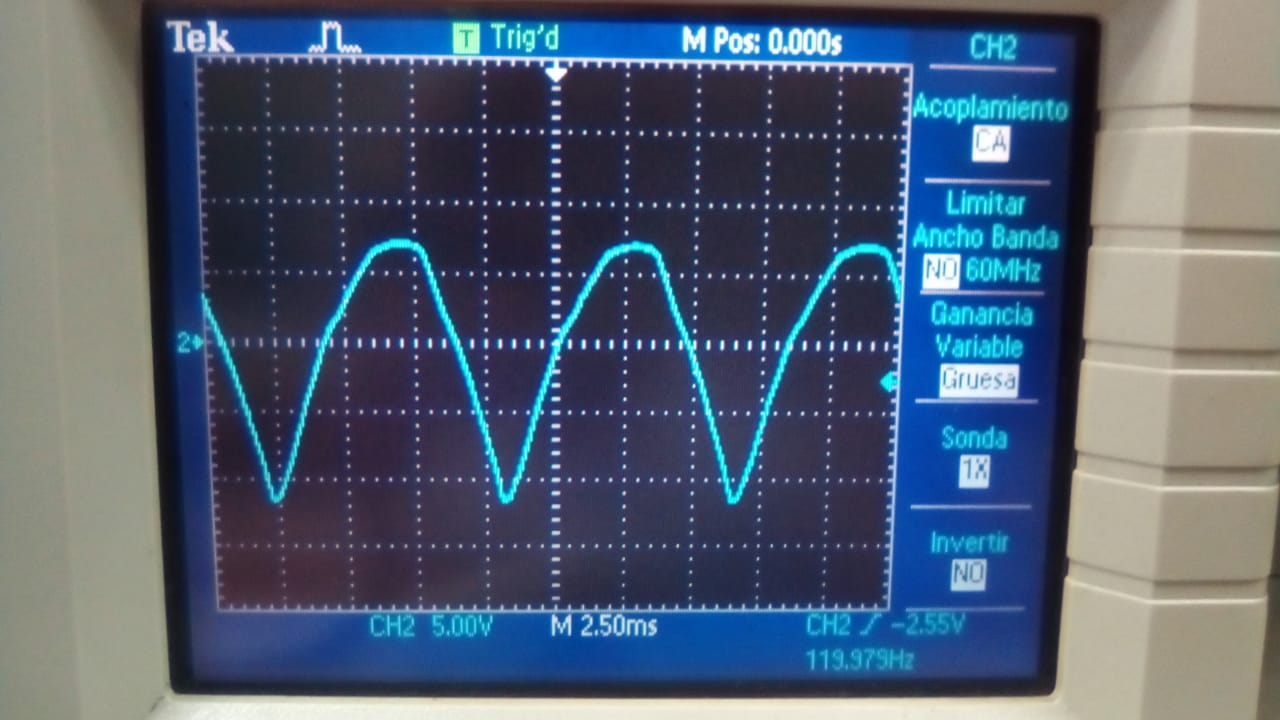 Tek T Trig'd M Pos: 0.000s CH2
Acoplamiento
CA
Limitar
Ancho Banda
NO 60MHz
Ganancia
Variable
Gruesa
2
Sonda
1X
Invertir
NO
CH2 5.00V M 2.50ms CH2 -2.55V
119.979Hz